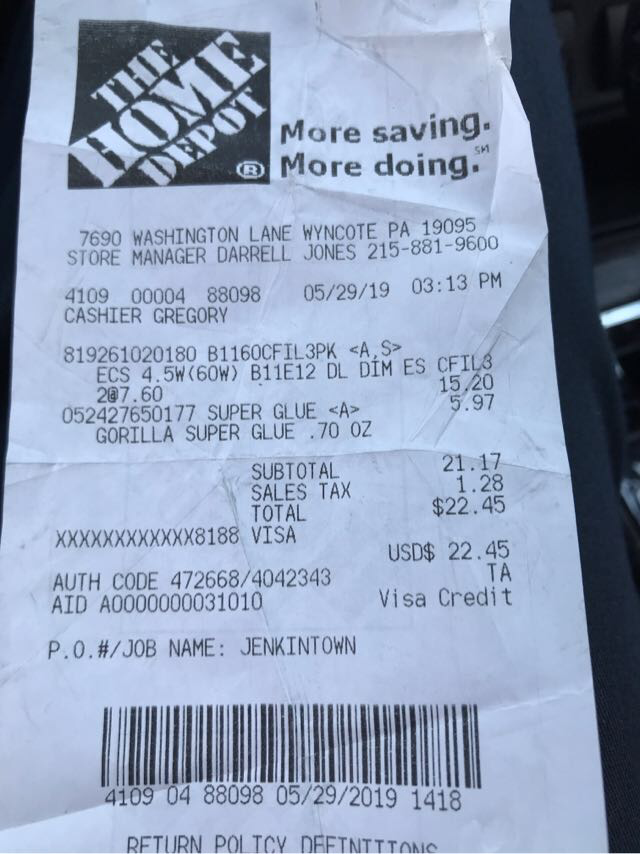 THE
HOME
DEPOT
®
More saving.
More doing.℠
7690 WASHINGTON LANE WYNCOTE PA 19095
STORE MANAGER DARRELL JONES 215-881-9600
4109 00004 88098 05/29/19 03:13 PM
CASHIER GREGORY
819261020180 B1160CFIL3PK <A,S>
ECS 4.5W(60W) B11E12 DL DIM ES CFIL3
2@7.60 15.20
052427650177 SUPER GLUE <A> 5.97
GORILLA SUPER GLUE .70 OZ
SUBTOTAL 21.17
SALES TAX 1.28
TOTAL $22.45
XXXXXXXXXXXX8188 VISA
USD$ 22.45
AUTH CODE 472668/4042343 TA
AID A0000000031010 Visa Credit
P.O.#/JOB NAME: JENKINTOWN
4109 04 88098 05/29/2019 1418
RETURN POLICY DEFINITIONS